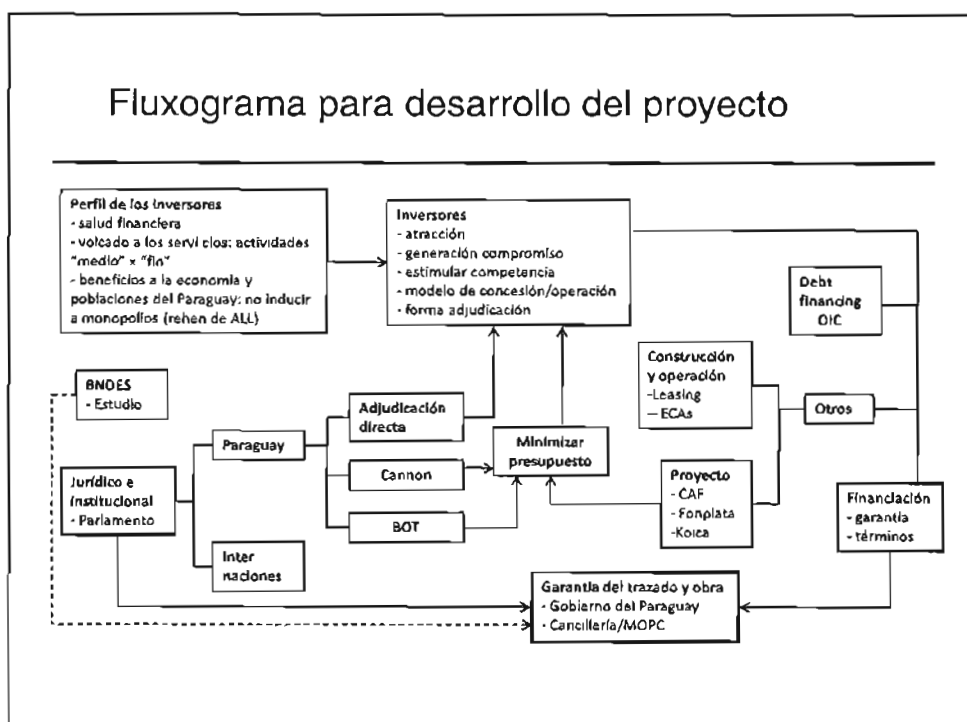 Fluxograma para desarrollo del proyecto
Perfil de los inversores
- salud financiera
- volcado a los servicios: actividades
"medio" × "fin"
- beneficios a la economía y
poblaciones del Paraguay: no inducir
a monopolios (rehen de ALL)
Inversores
- atracción
- generación compromiso
- estimular competencia
- modelo de concesión/operación
- forma adjudicación
Debt
financing
OIC
Construcción
y operación
-Leasing
— ECAs
BNDES
- Estudio
Adjudicación
directa
Otros
Paraguay
Minimizar
presupuesto
Cannon
Jurídico e
institucional
- Parlamento
Proyecto
- CAF
- Fonplata
-Koica
Financiación
- garantía
- términos
BOT
Inter
naciones
Garantía del trazado y obra
- Gobierno del Paraguay
- Cancillería/MOPC